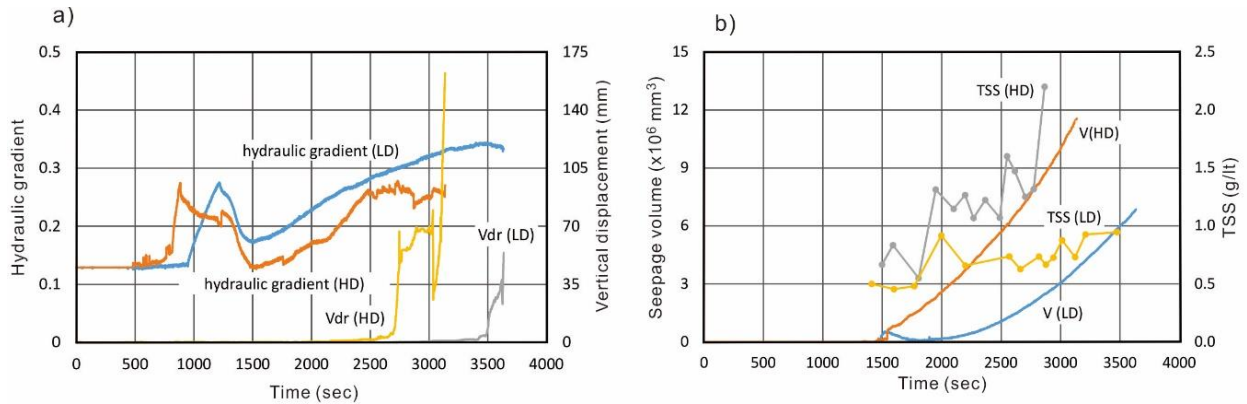 a)
0.5
0.4
0.3
0.2
0.1
0
Hydraulic gradient
175
140
105
70
35
0
Vertical displacement (mm)
hydraulic gradient (LD)
Vdr (LD)
hydraulic gradient (HD)
Vdr (HD)
0 500 1000 1500 2000 2500 3000 3500 4000
Time (sec)
b)
15
12
9
6
3
0
Seepage volume (x10⁶ mm³)
2.5
2.0
1.5
1.0
0.5
0.0
TSS (g/lt)
TSS (HD)
V(HD)
TSS (LD)
V (LD)
0 500 1000 1500 2000 2500 3000 3500 4000
Time (sec)